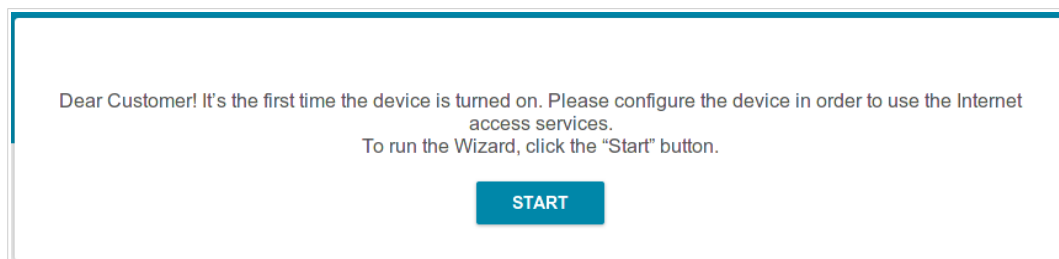 Dear Customer! It’s the first time the device is turned on. Please configure the device in order to use the Internet
access services.
To run the Wizard, click the “Start” button.
START